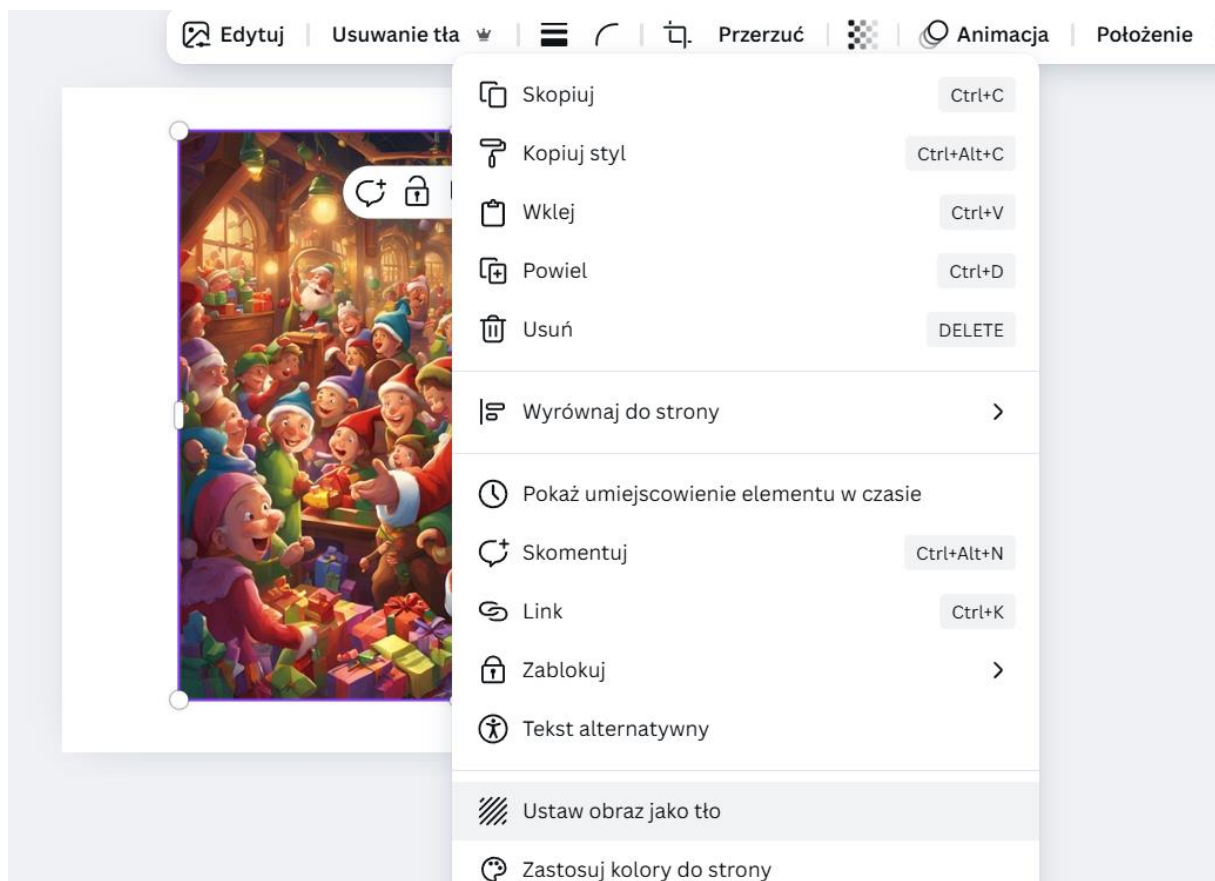 Edytuj Usuwanie tła Przerzuć Animacja Położenie
Skopiuj Ctrl+C
Kopiuj styl Ctrl+Alt+C
Wklej Ctrl+V
Powiel Ctrl+D
Usuń DELETE
Wyrównaj do strony
Pokaż umiejscowienie elementu w czasie
Skomentuj Ctrl+Alt+N
Link Ctrl+K
Zablokuj
Tekst alternatywny
Ustaw obraz jako tło
Zastosuj kolory do strony